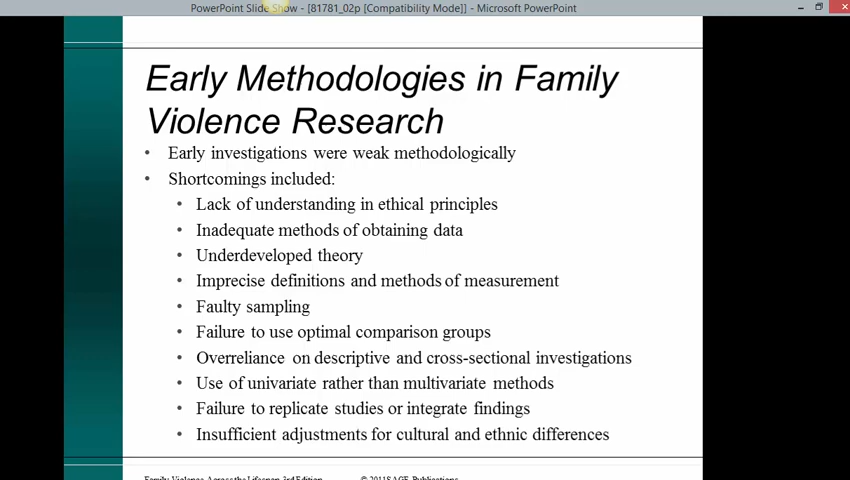 PowerPoint Slide Show - [81781_02p [Compatibility Mode]] - Microsoft PowerPoint
Early Methodologies in Family
Violence Research
• Early investigations were weak methodologically
• Shortcomings included:
• Lack of understanding in ethical principles
• Inadequate methods of obtaining data
• Underdeveloped theory
• Imprecise definitions and methods of measurement
• Faulty sampling
• Failure to use optimal comparison groups
• Overreliance on descriptive and cross-sectional investigations
• Use of univariate rather than multivariate methods
• Failure to replicate studies or integrate findings
• Insufficient adjustments for cultural and ethnic differences
Family Violence Across the Lifespan 3rd Edition © 2011 SAGE Publications